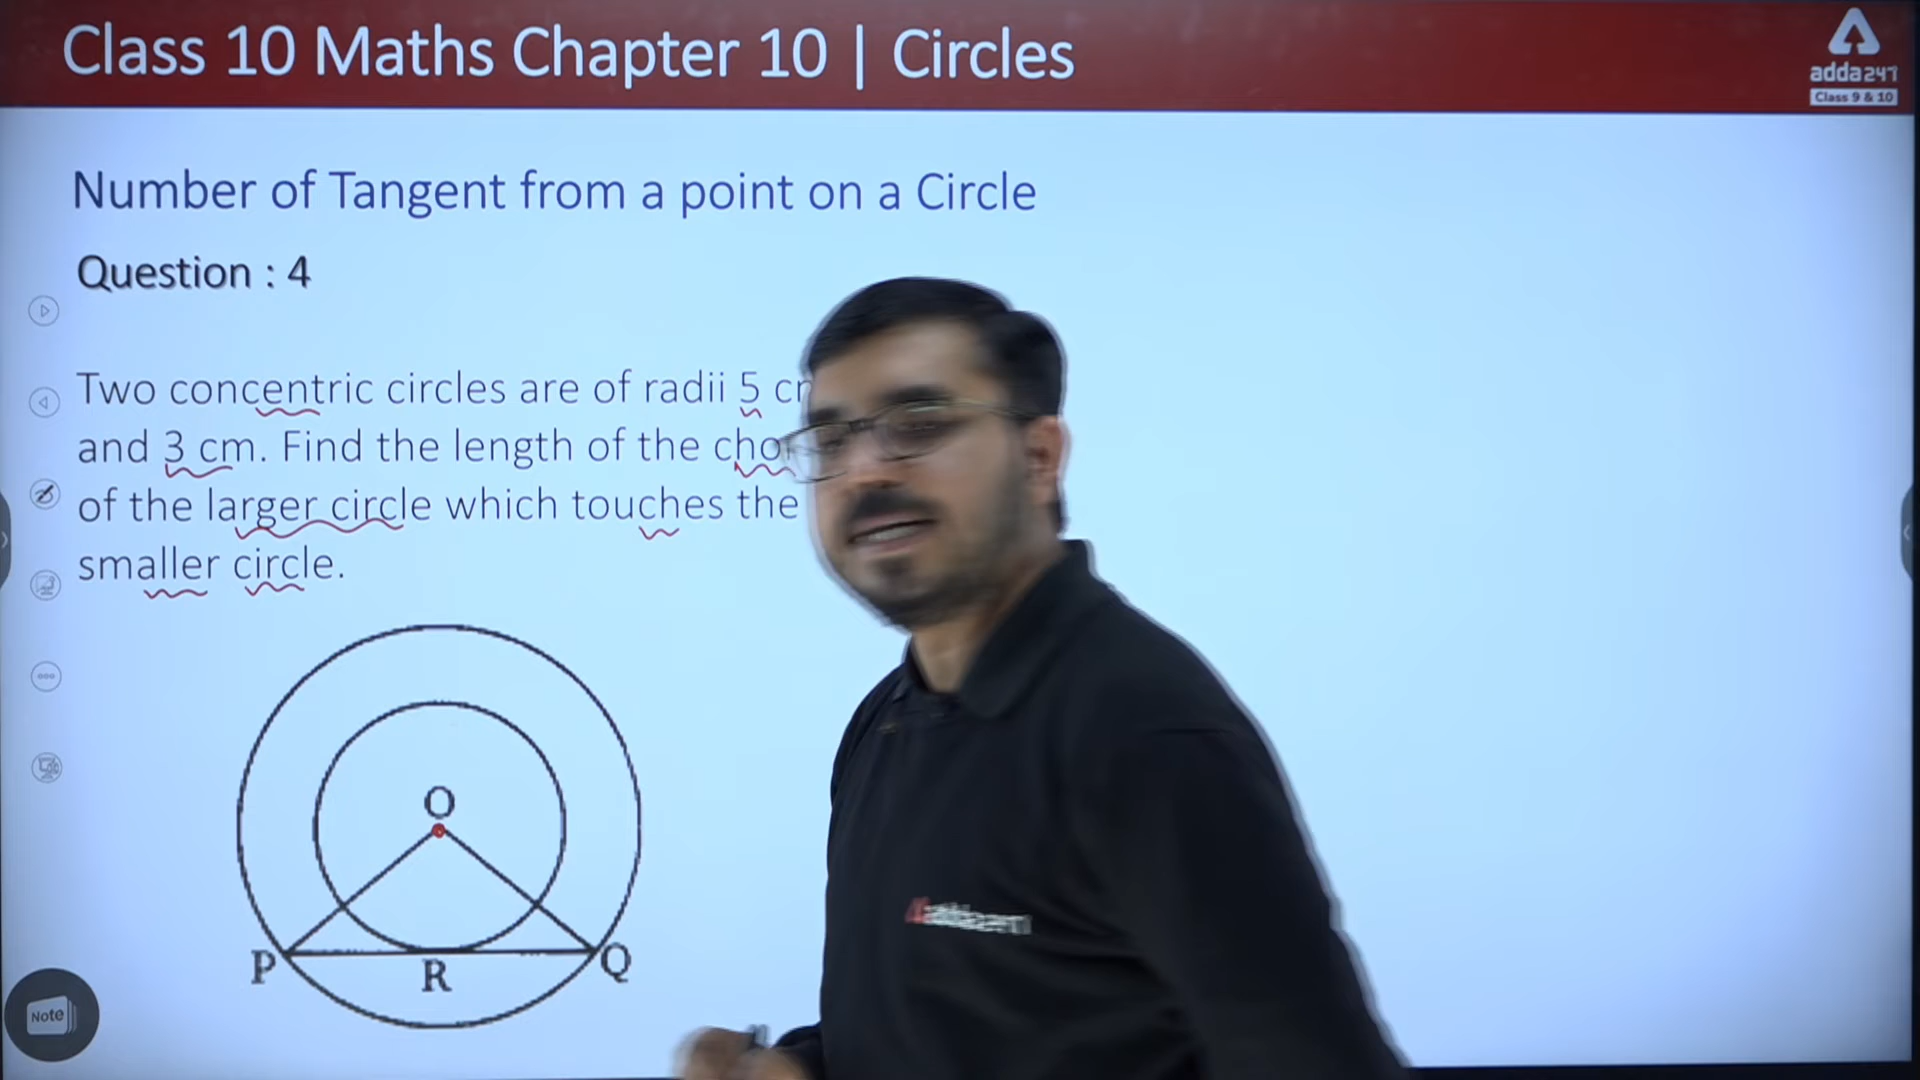 Class 10 Maths Chapter 10 | Circles
adda247
Class 9 & 10
Number of Tangent from a point on a Circle
Question : 4
Two concentric circles are of radii 5
and 3 cm. Find the length of the
of the larger circle which touches the
smaller circle.
O
P
R
Q
Note